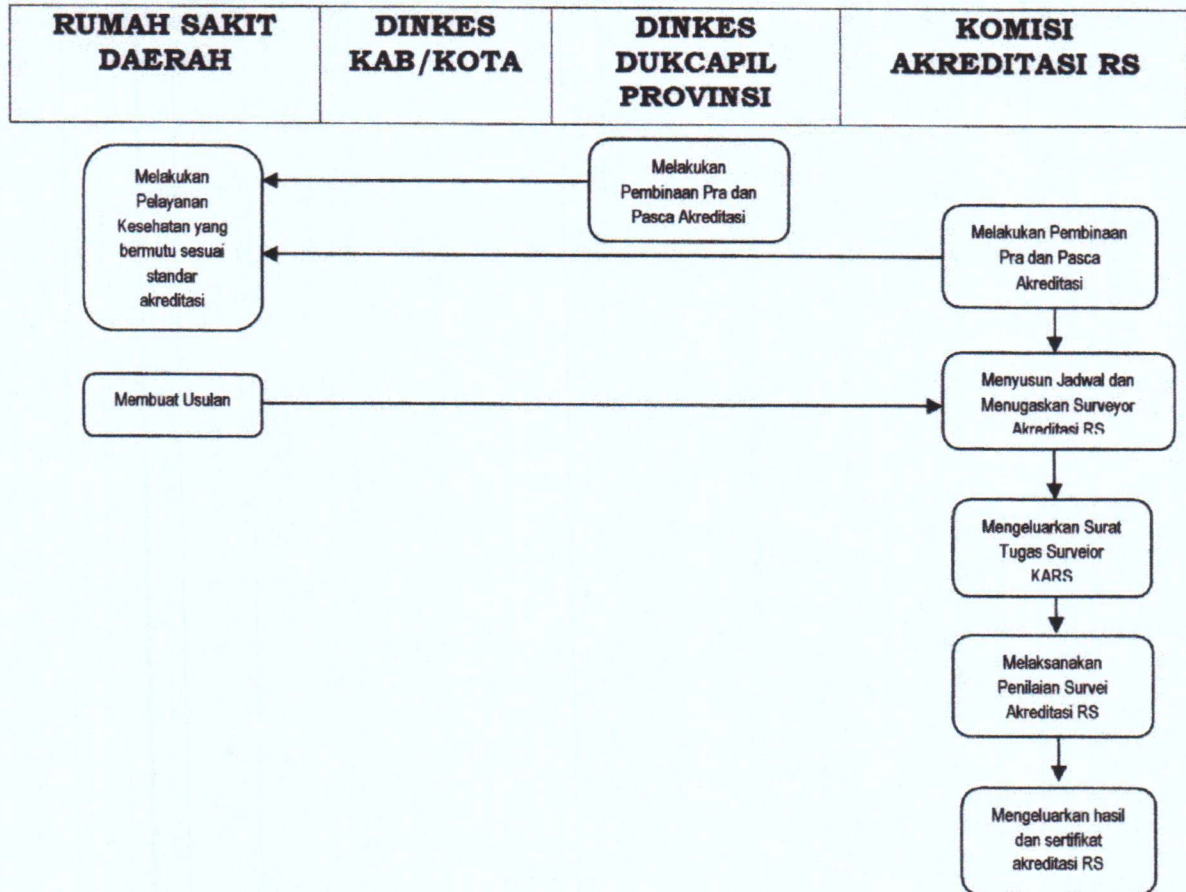 RUMAH SAKIT
DAERAH
DINKES
KAB/KOTA
DINKES
DUKCAPIL
PROVINSI
KOMISI
AKREDITASI RS
Melakukan
Pelayanan
Kesehatan yang
bermutu sesuai
standar
akreditasi
Melakukan
Pembinaan Pra dan
Pasca Akreditasi
Melakukan Pembinaan
Pra dan Pasca
Akreditasi
Membuat Usulan
Menyusun Jadwal dan
Menugaskan Surveyor
Akreditasi RS
Mengeluarkan Surat
Tugas Surveior
KARS
Melaksanakan
Penilaian Survei
Akreditasi RS
Mengeluarkan hasil
dan sertifikat
akreditasi RS